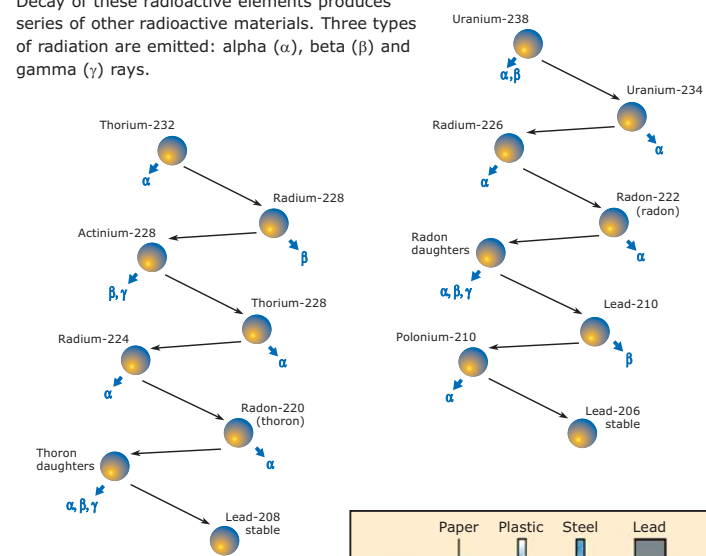 Decay of these radioactive elements produces
series of other radioactive materials. Three types
of radiation are emitted: alpha (α), beta (β) and
gamma (γ) rays.
Thorium-232
α
Radium-228
β
Actinium-228
β, γ
Thorium-228
α
Radium-224
α
Radon-220
(thoron)
α
Thoron
daughters
α, β, γ
Lead-208
stable
Uranium-238
α,β
Uranium-234
α
Radium-226
α
Radon-222
(radon)
α
Radon
daughters
α, β, γ
Lead-210
β
Polonium-210
α
Lead-206
stable
Paper Plastic Steel Lead